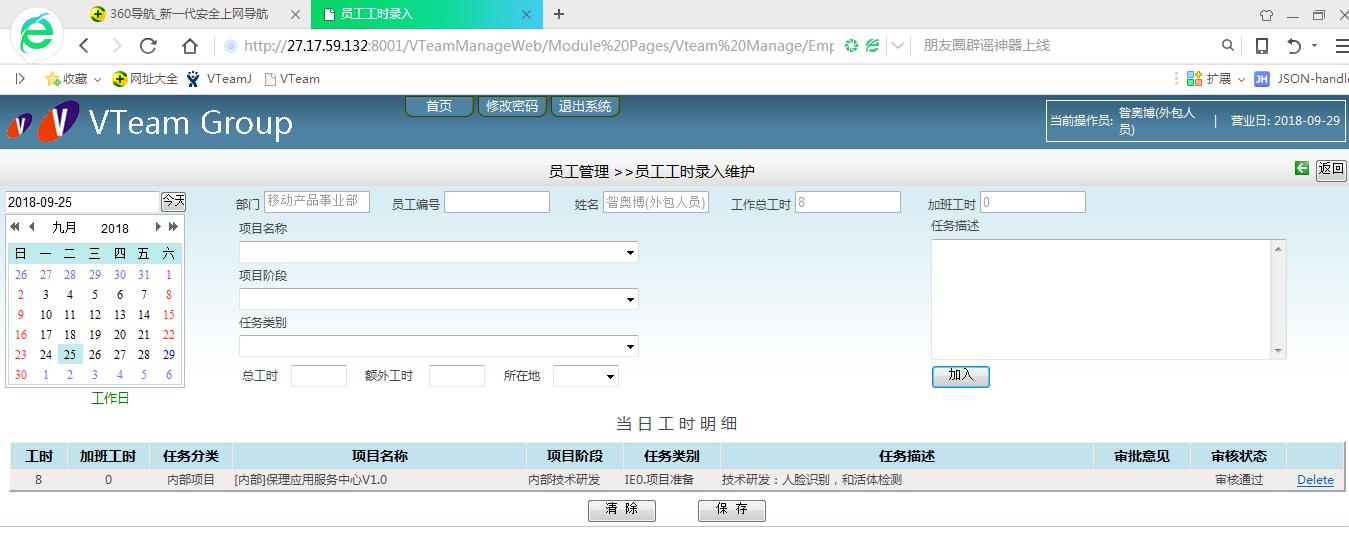 360导航_新一代安全上网导航
员工工时录入
http://27.17.59.132:8001/VTeamManageWeb/Module%20Pages/Vteam%20Manage/Emp
朋友圈辟谣神器上线
收藏 网址大全 VTeamJ VTeam 扩展 JH JSON-handle
V V VTeam Group
首页 修改密码 退出系统
当前操作员: 昝奥博(外包人员) | 营业日: 2018-09-29
员工管理 >>员工工时录入维护 返回
2018-09-25 今天
部门 移动产品事业部 员工编号 姓名 昝奥博(外包人员) 工作总工时 8 加班工时 0
九月 2018
日 一 二 三 四 五 六
26 27 28 29 30 31 1
2 3 4 5 6 7 8
9 10 11 12 13 14 15
16 17 18 19 20 21 22
23 24 25 26 27 28 29
30 1 2 3 4 5 6
工作日
项目名称
项目阶段
任务类别
总工时 额外工时 所在地
任务描述
加入
当日工时明细
工时 加班工时 任务分类 项目名称 项目阶段 任务类别 任务描述 审批意见 审核状态
8 0 内部项目 [内部]保理应用服务中心V1.0 内部技术研发 IE0.项目准备 技术研发：人脸识别，和活体检测 审核通过 Delete
清 除 保 存